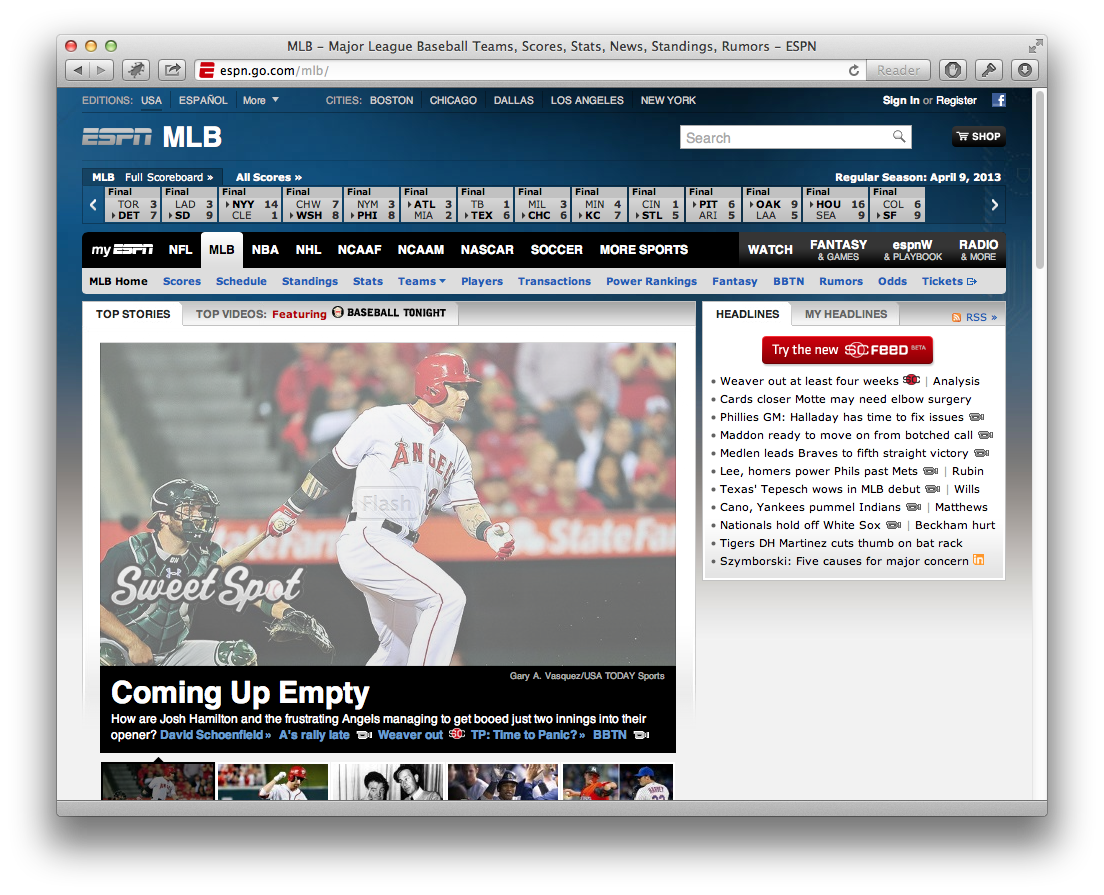 MLB – Major League Baseball Teams, Scores, Stats, News, Standings, Rumors – ESPN
espn.go.com/mlb/
Reader
EDITIONS: USA ESPAÑOL More CITIES: BOSTON CHICAGO DALLAS LOS ANGELES NEW YORK Sign In or Register
ESPN MLB
Search
SHOP
MLB Full Scoreboard » All Scores » Regular Season: April 9, 2013
Final Final Final Final Final Final Final Final Final Final Final Final Final Final
TOR 3 LAD 3 NYY 14 CHW 7 NYM 3 ATL 3 TB 1 MIL 3 MIN 4 CIN 1 PIT 6 OAK 9 HOU 16 COL 6
DET 7 SD 9 CLE 1 WSH 8 PHI 8 MIA 2 TEX 6 CHC 6 KC 7 STL 5 ARI 5 LAA 5 SEA 9 SF 9
my ESPN NFL MLB NBA NHL NCAAF NCAAM NASCAR SOCCER MORE SPORTS WATCH FANTASY & GAMES espnW & PLAYBOOK RADIO & MORE
MLB Home Scores Schedule Standings Stats Teams Players Transactions Power Rankings Fantasy BBTN Rumors Odds Tickets
TOP STORIES TOP VIDEOS: Featuring BASEBALL TONIGHT
HEADLINES MY HEADLINES RSS »
Try the new SC FEED BETA
• Weaver out at least four weeks SC | Analysis
• Cards closer Motte may need elbow surgery
• Phillies GM: Halladay has time to fix issues
• Maddon ready to move on from botched call
• Medlen leads Braves to fifth straight victory
• Lee, homers power Phils past Mets | Rubin
• Texas' Tepesch wows in MLB debut | Wills
• Cano, Yankees pummel Indians | Matthews
• Nationals hold off White Sox | Beckham hurt
• Tigers DH Martinez cuts thumb on bat rack
• Szymborski: Five causes for major concern in
ANGELS
Flash
StateFarm
StateFarm
Sweet Spot
Gary A. Vasquez/USA TODAY Sports
Coming Up Empty
How are Josh Hamilton and the frustrating Angels managing to get booed just two innings into their
opener? David Schoenfield » A's rally late Weaver out SC TP: Time to Panic? » BBTN